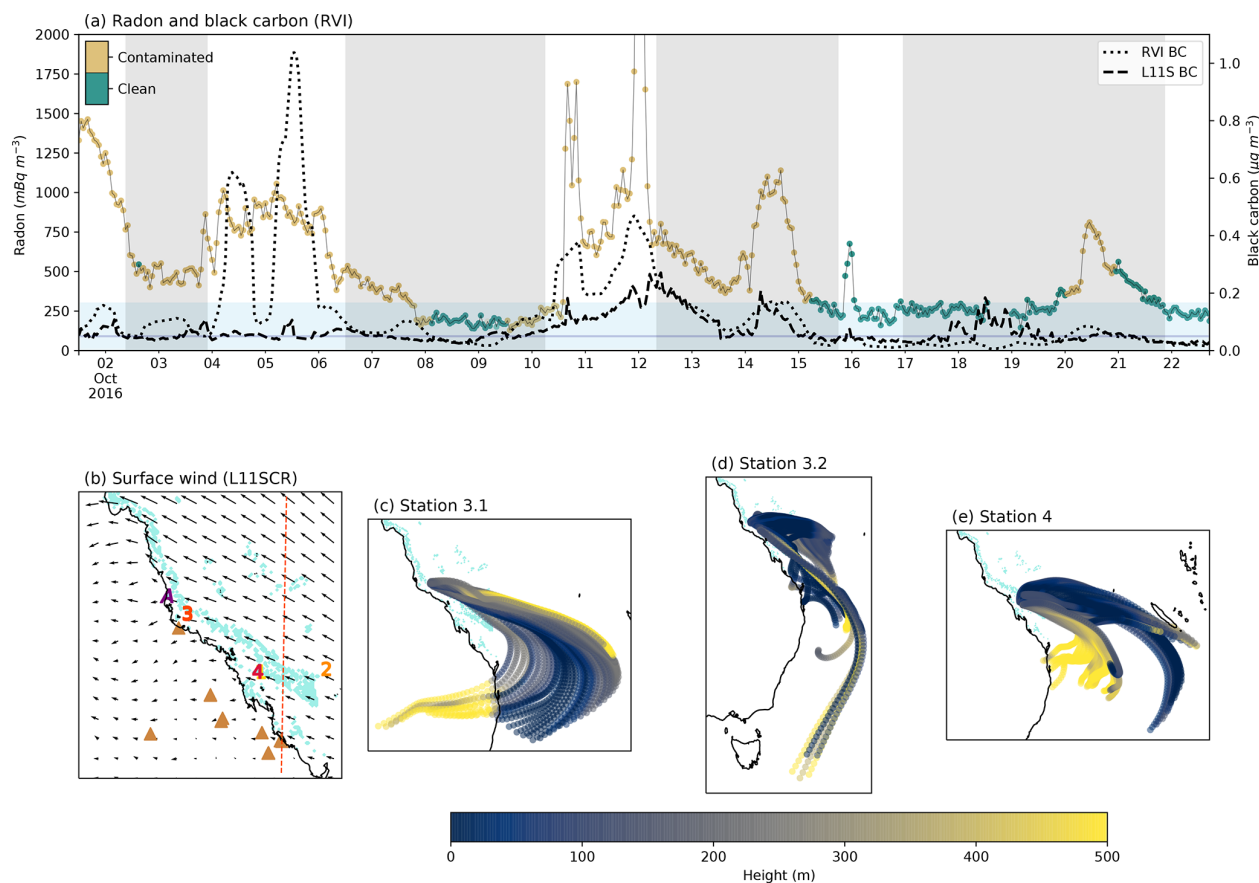 (a) Radon and black carbon (RVI)
2000
1750
1500
1250
1000
750
500
250
0
Radon (mBq m⁻³)
Contaminated
Clean
RVI BC
L11S BC
1.0
0.8
0.6
0.4
0.2
0.0
Black carbon (μg m⁻³)
02 03 04 05 06 07 08 09 10 11 12 13 14 15 16 17 18 19 20 21 22
Oct
2016
(b) Surface wind (L11SCR)
A
3
4
2
(c) Station 3.1
(d) Station 3.2
(e) Station 4
0 100 200 300 400 500
Height (m)